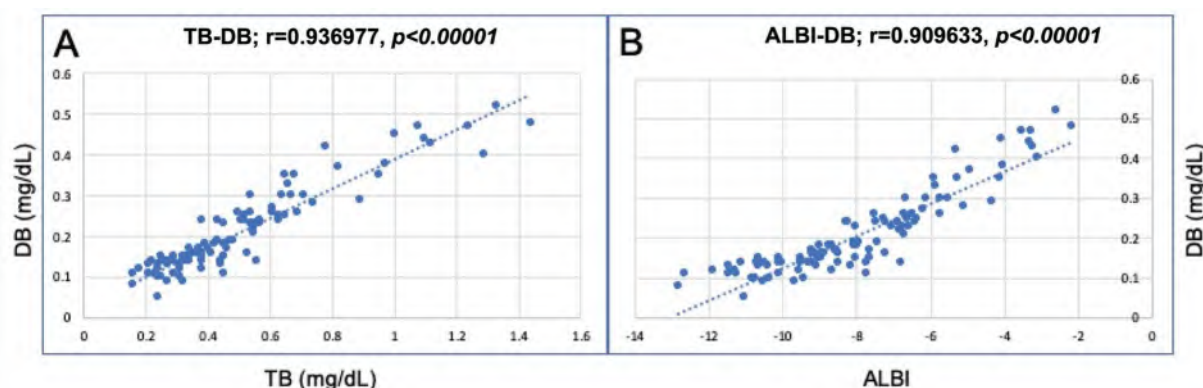 A
TB-DB; r=0.936977, p<0.00001
0.6
0.5
0.4
0.3
0.2
0.1
0
DB (mg/dL)
0 0.2 0.4 0.6 0.8 1 1.2 1.4 1.6
TB (mg/dL)
B
ALBI-DB; r=0.909633, p<0.00001
0.6
0.5
0.4
0.3
0.2
0.1
0
DB (mg/dL)
-14 -12 -10 -8 -6 -4 -2 0
ALBI